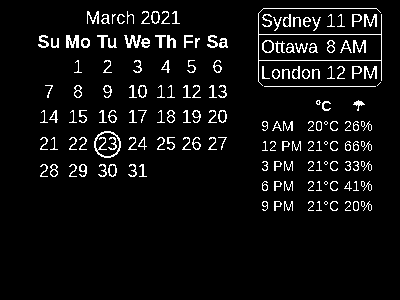 March 2021
Su Mo Tu We Th Fr Sa
1 2 3 4 5 6
7 8 9 10 11 12 13
14 15 16 17 18 19 20
21 22 23 24 25 26 27
28 29 30 31
Sydney 11 PM
Ottawa 8 AM
London 12 PM
°C
9 AM 20°C 26%
12 PM 21°C 66%
3 PM 21°C 33%
6 PM 21°C 41%
9 PM 21°C 20%